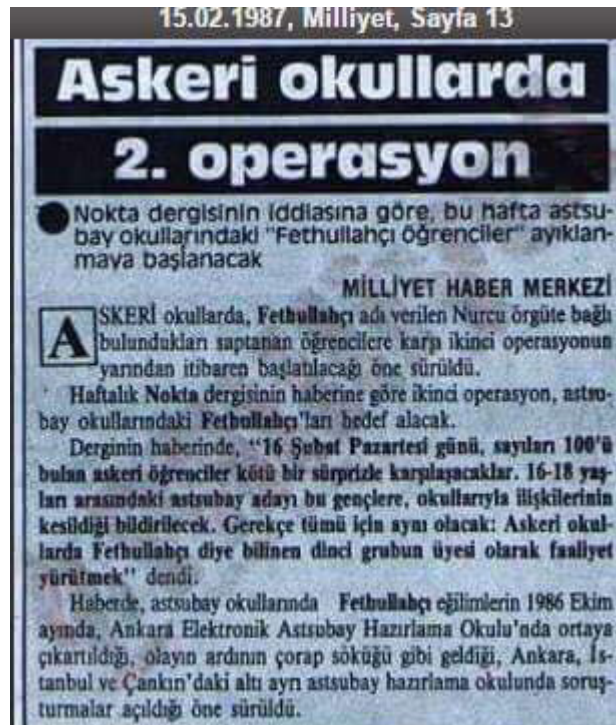 15.02.1987, Milliyet, Sayfa 13
Askeri okullarda
2. operasyon
Nokta dergisinin iddiasına göre, bu hafta astsu-
bay okullarındaki "Fethullahçı öğrenciler" ayıklan-
maya başlanacak
MİLLİYET HABER MERKEZİ
ASKERİ okullarda, Fethullahçı adı verilen Nurcu örgüte bağlı
bulundukları saptanan öğrencilere karşı ikinci operasyonun
yarından itibaren başlatılacağı öne sürüldü.
Haftalık Nokta dergisinin haberine göre ikinci operasyon, astsu-
bay okullarındaki Fethullahçı'ları hedef alacak.
Derginin haberinde, "16 Şubat Pazartesi günü, sayıları 100'ü
bulan askeri öğrenciler kötü bir sürprizle karşılaşacaklar. 16-18 yaş-
ları arasındaki astsubay adayı bu gençlere, okullarıyla ilişkilerinin
kesildiği bildirilecek. Gerekçe tümü için aynı olacak: Askeri okul-
larda Fethullahçı diye bilinen dinci grubun üyesi olarak faaliyet
yürütmek" dendi.
Haberde, astsubay okullarında Fethullahçı eğilimlerin 1986 Ekim
ayında, Ankara Elektronik Astsubay Hazırlama Okulu'nda ortaya
çıkartıldığı, olayın ardının çorap söküğü gibi geldiği, Ankara, İs-
tanbul ve Çankırı'daki altı ayrı astsubay hazırlama okulunda soruş-
turmalar açıldığı öne sürüldü.